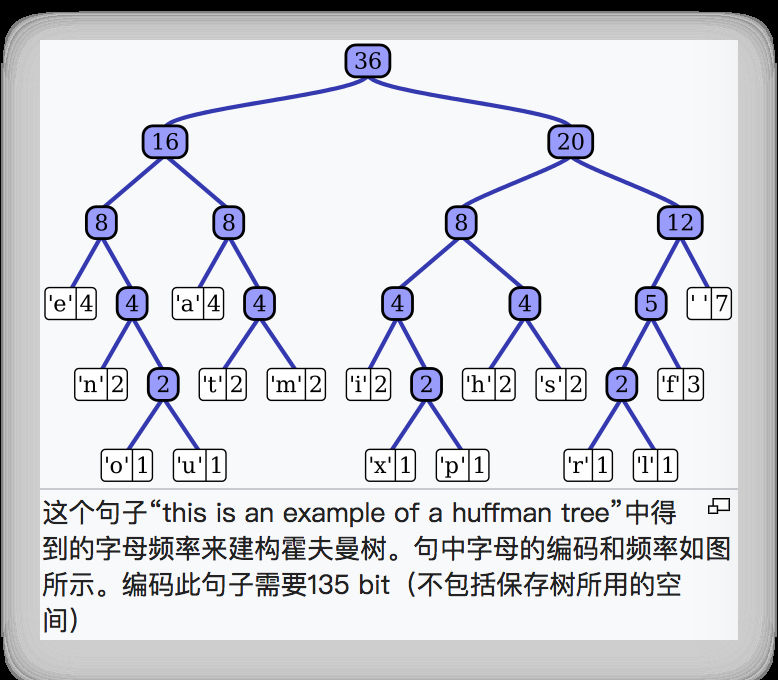 36
16 20
8 8 8 12
'e' 4 4 'a' 4 4 4 4 5 ' ' 7
'n' 2 2 't' 2 'm' 2 'i' 2 2 'h' 2 's' 2 2 'f' 3
'o' 1 'u' 1 'x' 1 'p' 1 'r' 1 'l' 1
这个句子“this is an example of a huffman tree”中得
到的字母频率来建构霍夫曼树。句中字母的编码和频率如图
所示。编码此句子需要135 bit（不包括保存树所用的空
间）